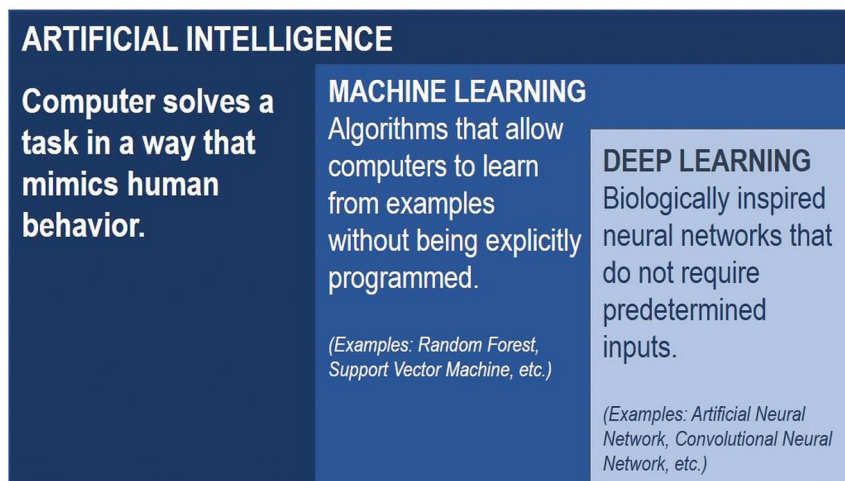 ARTIFICIAL INTELLIGENCE
Computer solves a
task in a way that
mimics human
behavior.
MACHINE LEARNING
Algorithms that allow
computers to learn
from examples
without being explicitly
programmed.
(Examples: Random Forest,
Support Vector Machine, etc.)
DEEP LEARNING
Biologically inspired
neural networks that
do not require
predetermined
inputs.
(Examples: Artificial Neural
Network, Convolutional Neural
Network, etc.)